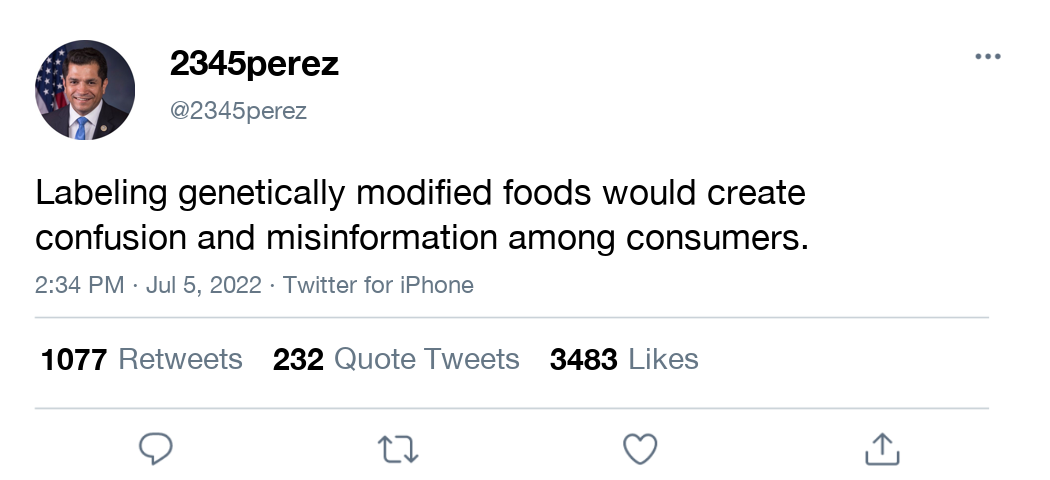 2345perez
@2345perez
Labeling genetically modified foods would create
confusion and misinformation among consumers.
2:34 PM · Jul 5, 2022 · Twitter for iPhone
1077 Retweets 232 Quote Tweets 3483 Likes